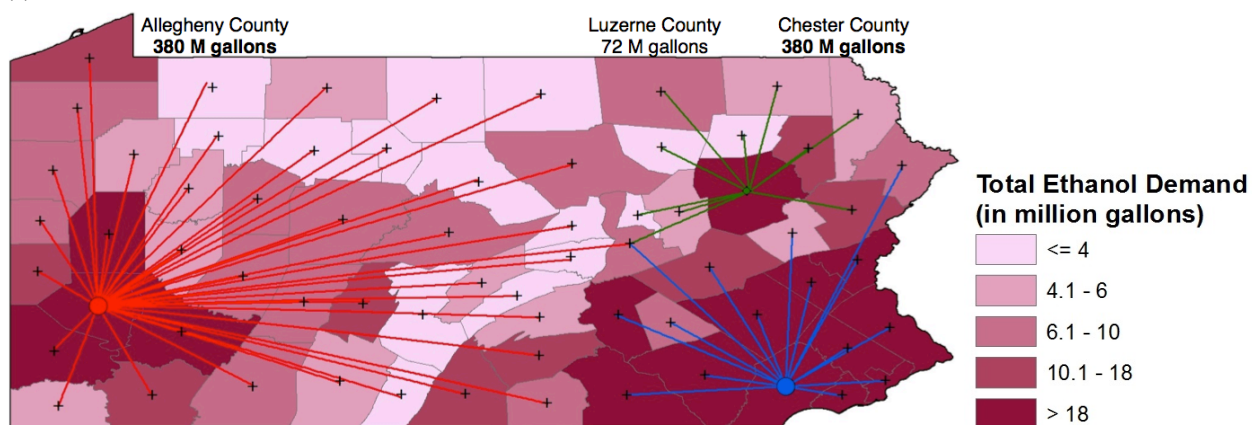 Allegheny County
380 M gallons
Luzerne County
72 M gallons
Chester County
380 M gallons
Total Ethanol Demand
(in million gallons)
<= 4
4.1 - 6
6.1 - 10
10.1 - 18
> 18